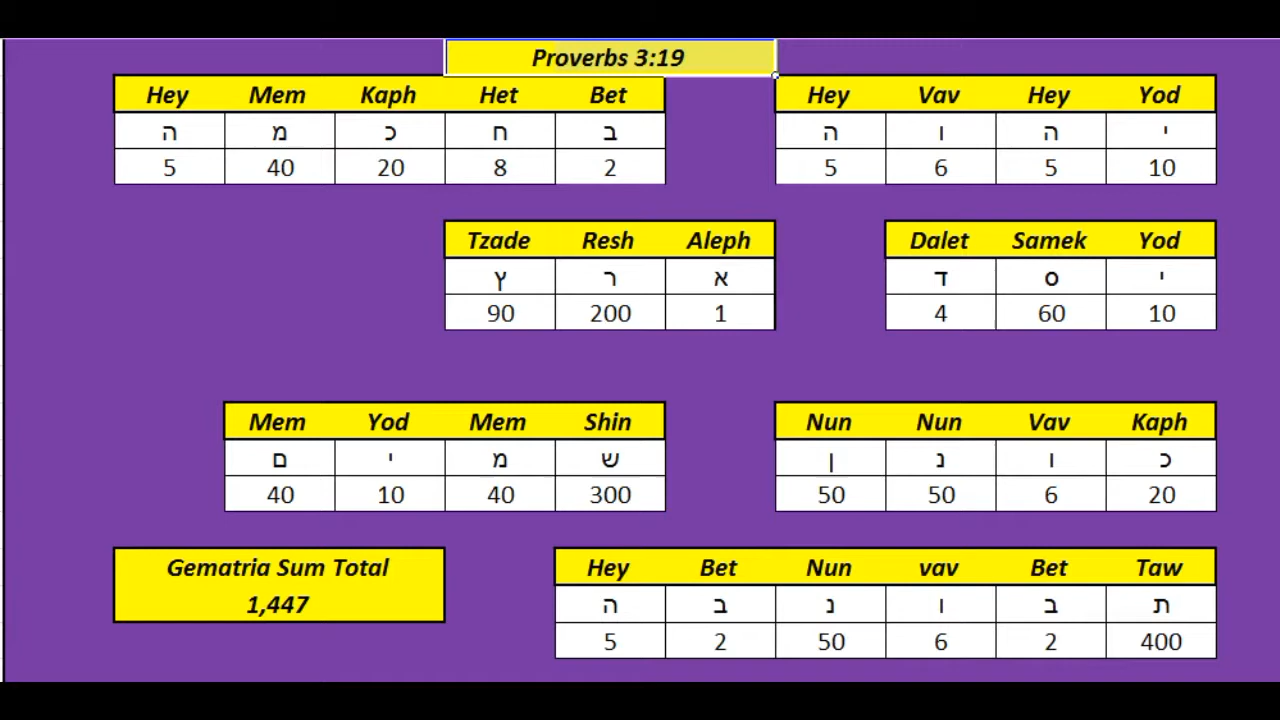 Proverbs 3:19
Hey Mem Kaph Het Bet Hey Vav Hey Yod
ה מ כ ח ב ה ו ה י
5 40 20 8 2 5 6 5 10
Tzade Resh Aleph Dalet Samek Yod
ץ ר א ד ס י
90 200 1 4 60 10
Mem Yod Mem Shin Nun Nun Vav Kaph
ם י מ ש ן נ ו כ
40 10 40 300 50 50 6 20
Gematria Sum Total
1,447
Hey Bet Nun vav Bet Taw
ה ב נ ו ב ת
5 2 50 6 2 400